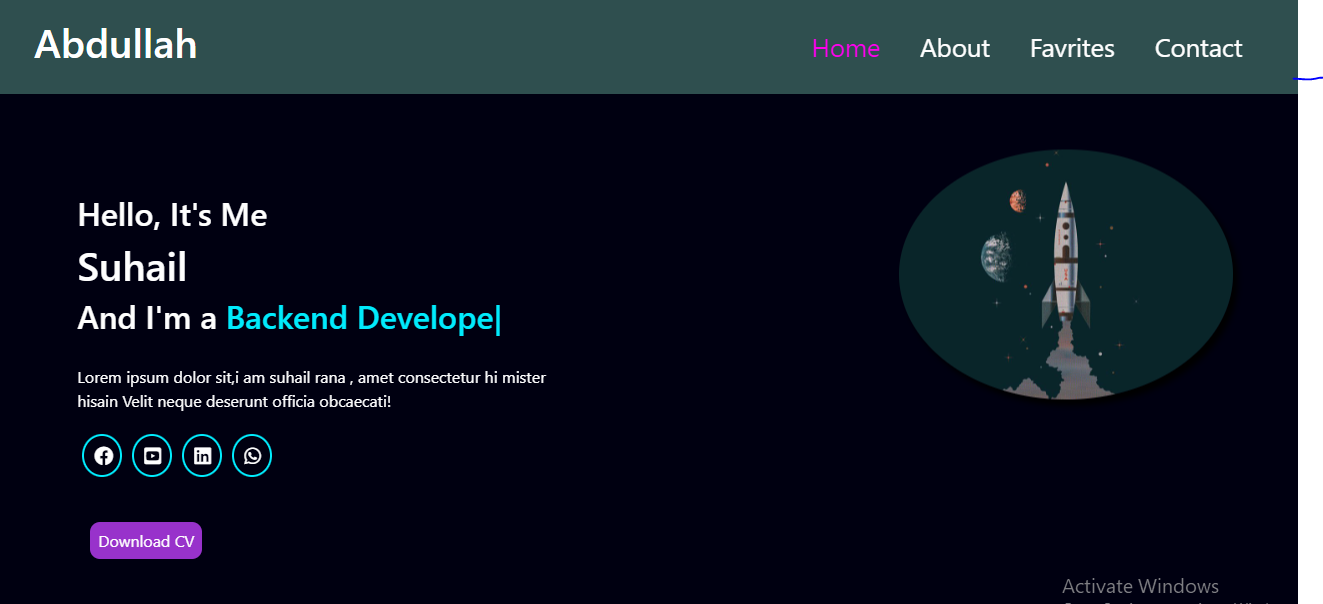 Abdullah
Home About Favrites Contact
Hello, It's Me
Suhail
And I'm a Backend Develope|
Lorem ipsum dolor sit,i am suhail rana , amet consectetur hi mister
hisain Velit neque deserunt officia obcaecati!
in
Download CV
Activate Windows